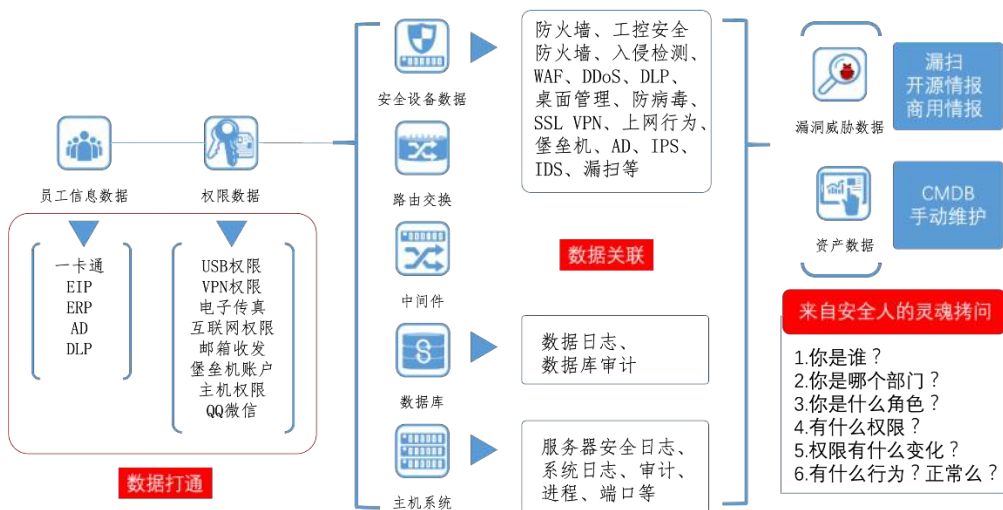 员工信息数据
一卡通
EIP
ERP
AD
DLP
权限数据
USB权限
VPN权限
电子传真
互联网权限
邮箱收发
堡垒机账户
主机权限
QQ微信
数据打通
安全设备数据
路由交换
中间件
数据库
主机系统
防火墙、工控安全
防火墙、入侵检测、
WAF、DDoS、DLP、
桌面管理、防病毒、
SSL VPN、上网行为、
堡垒机、AD、IPS、
IDS、漏扫等
数据关联
数据日志、
数据库审计
服务器安全日志、
系统日志、审计、
进程、端口等
漏洞威胁数据
漏扫
开源情报
商用情报
资产数据
CMDB
手动维护
来自安全人的灵魂拷问
1.你是谁？
2.你是哪个部门？
3.你是什么角色？
4.有什么权限？
5.权限有什么变化？
6.有什么行为？正常么？